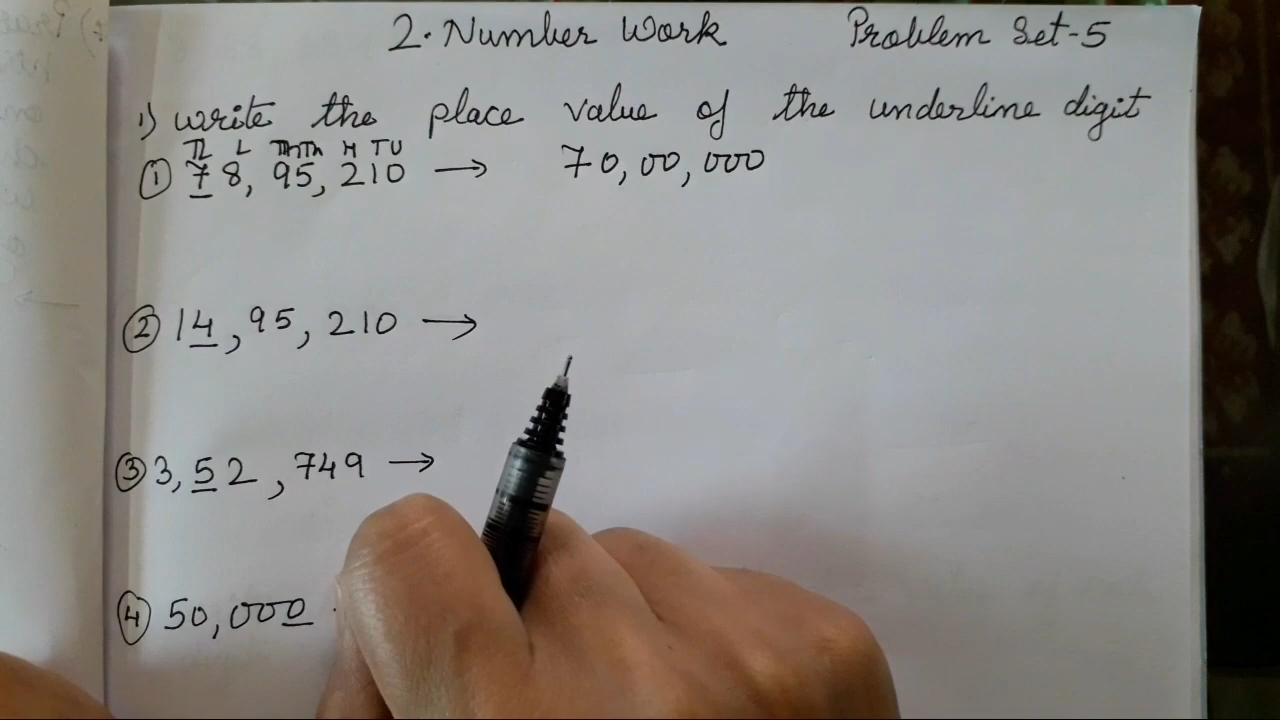 2. Number Work Problem Set-5
1) write the place value of the underline digit
TL L TTh Th H T U
① 78, 95, 210 → 70,00,000
② 14,95, 210 →
③ 3,52,749 →
④ 50,000